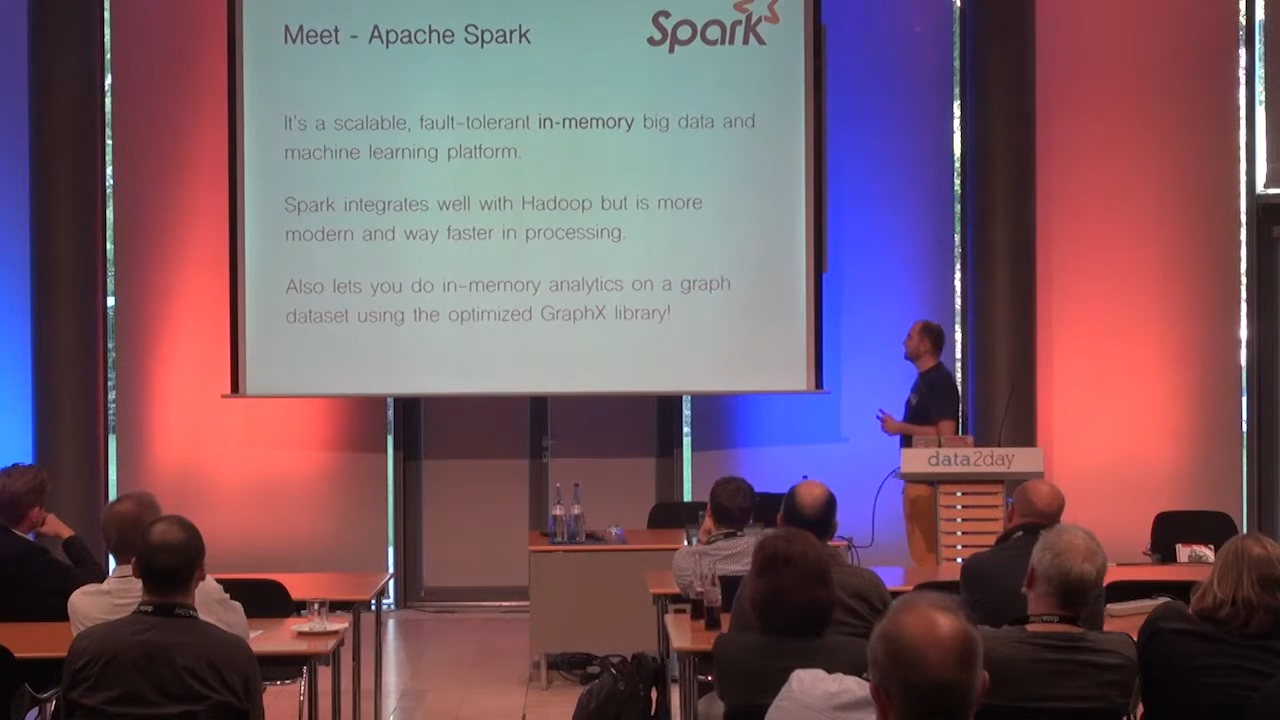 Meet - Apache Spark
Spark
It's a scalable, fault-tolerant in-memory big data and
machine learning platform.
Spark integrates well with Hadoop but is more
modern and way faster in processing.
Also lets you do in-memory analytics on a graph
dataset using the optimized GraphX library!
data2day